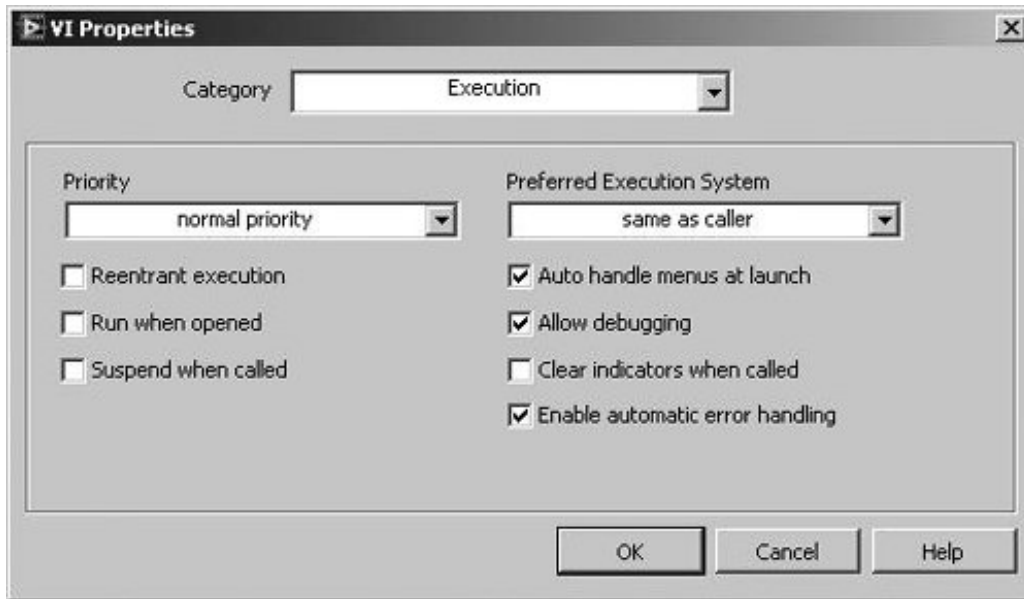 VI Properties
Category Execution
Priority Preferred Execution System
normal priority same as caller
Reentrant execution Auto handle menus at launch
Run when opened Allow debugging
Suspend when called Clear indicators when called
Enable automatic error handling
OK Cancel Help